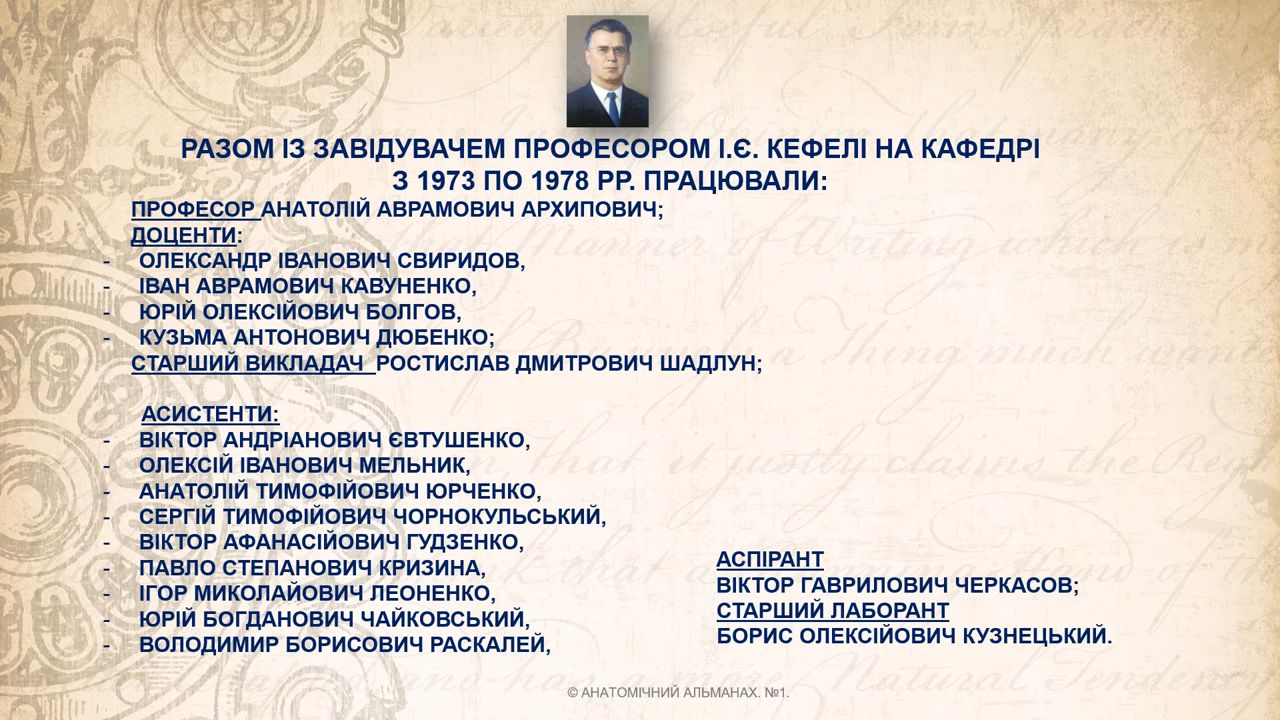 РАЗОМ ІЗ ЗАВІДУВАЧЕМ ПРОФЕСОРОМ І.Є. КЕФЕЛІ НА КАФЕДРІ
З 1973 ПО 1978 РР. ПРАЦЮВАЛИ:
ПРОФЕСОР АНАТОЛІЙ АВРАМОВИЧ АРХИПОВИЧ;
ДОЦЕНТИ:
- ОЛЕКСАНДР ІВАНОВИЧ СВИРИДОВ,
- ІВАН АВРАМОВИЧ КАВУНЕНКО,
- ЮРІЙ ОЛЕКСІЙОВИЧ БОЛГОВ,
- КУЗЬМА АНТОНОВИЧ ДЮБЕНКО;
СТАРШИЙ ВИКЛАДАЧ РОСТИСЛАВ ДМИТРОВИЧ ШАДЛУН;
АСИСТЕНТИ:
- ВІКТОР АНДРІАНОВИЧ ЄВТУШЕНКО,
- ОЛЕКСІЙ ІВАНОВИЧ МЕЛЬНИК,
- АНАТОЛІЙ ТИМОФІЙОВИЧ ЮРЧЕНКО,
- СЕРГІЙ ТИМОФІЙОВИЧ ЧОРНОКУЛЬСЬКИЙ,
- ВІКТОР АФАНАСІЙОВИЧ ГУДЗЕНКО,
- ПАВЛО СТЕПАНОВИЧ КРИЗИНА,
- ІГОР МИКОЛАЙОВИЧ ЛЕОНЕНКО,
- ЮРІЙ БОГДАНОВИЧ ЧАЙКОВСЬКИЙ,
- ВОЛОДИМИР БОРИСОВИЧ РАСКАЛЕЙ,
АСПІРАНТ
ВІКТОР ГАВРИЛОВИЧ ЧЕРКАСОВ;
СТАРШИЙ ЛАБОРАНТ
БОРИС ОЛЕКСІЙОВИЧ КУЗНЕЦЬКИЙ.
© АНАТОМІЧНИЙ АЛЬМАНАХ. №1.